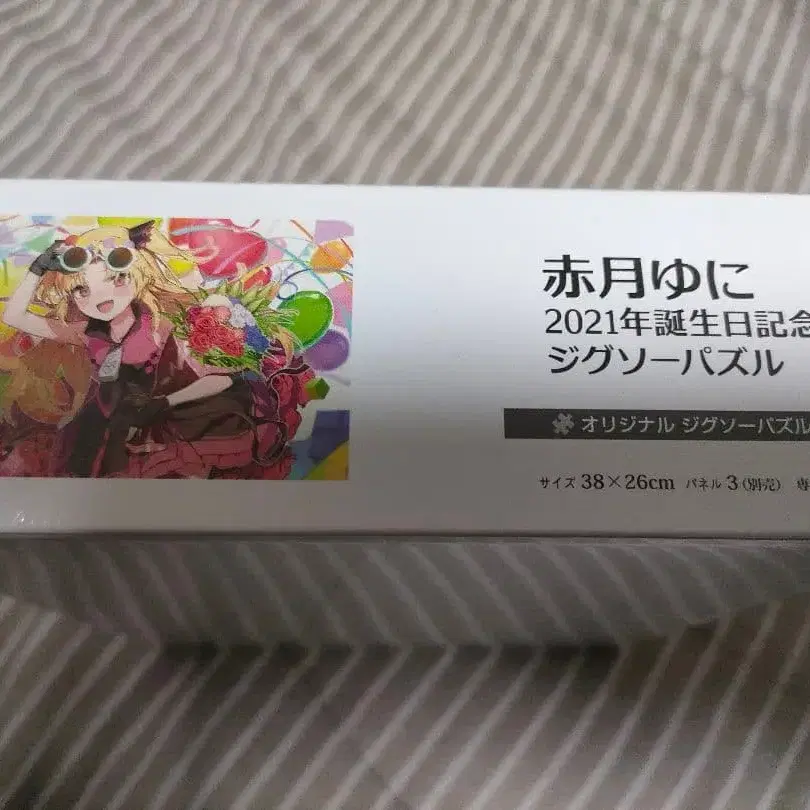 赤月ゆに
2021年誕生日記念
ジグソーパズル
オリジナル ジグソーパズル
サイズ 38×26cm パネル 3（別売） 専